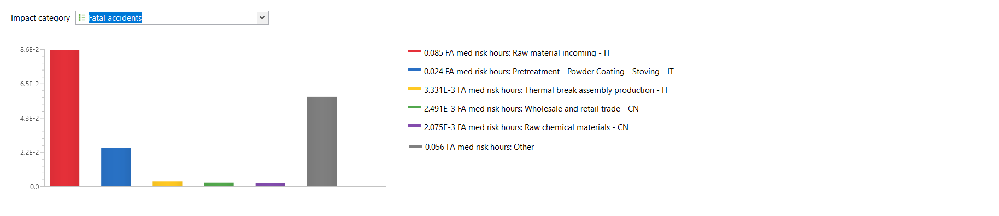 Impact category Fatal accidents
8.6E-2
6.5E-2
4.3E-2
2.2E-2
0.0
0.085 FA med risk hours: Raw material incoming - IT
0.024 FA med risk hours: Pretreatment - Powder Coating - Stoving - IT
3.331E-3 FA med risk hours: Thermal break assembly production - IT
2.491E-3 FA med risk hours: Wholesale and retail trade - CN
2.075E-3 FA med risk hours: Raw chemical materials - CN
0.056 FA med risk hours: Other